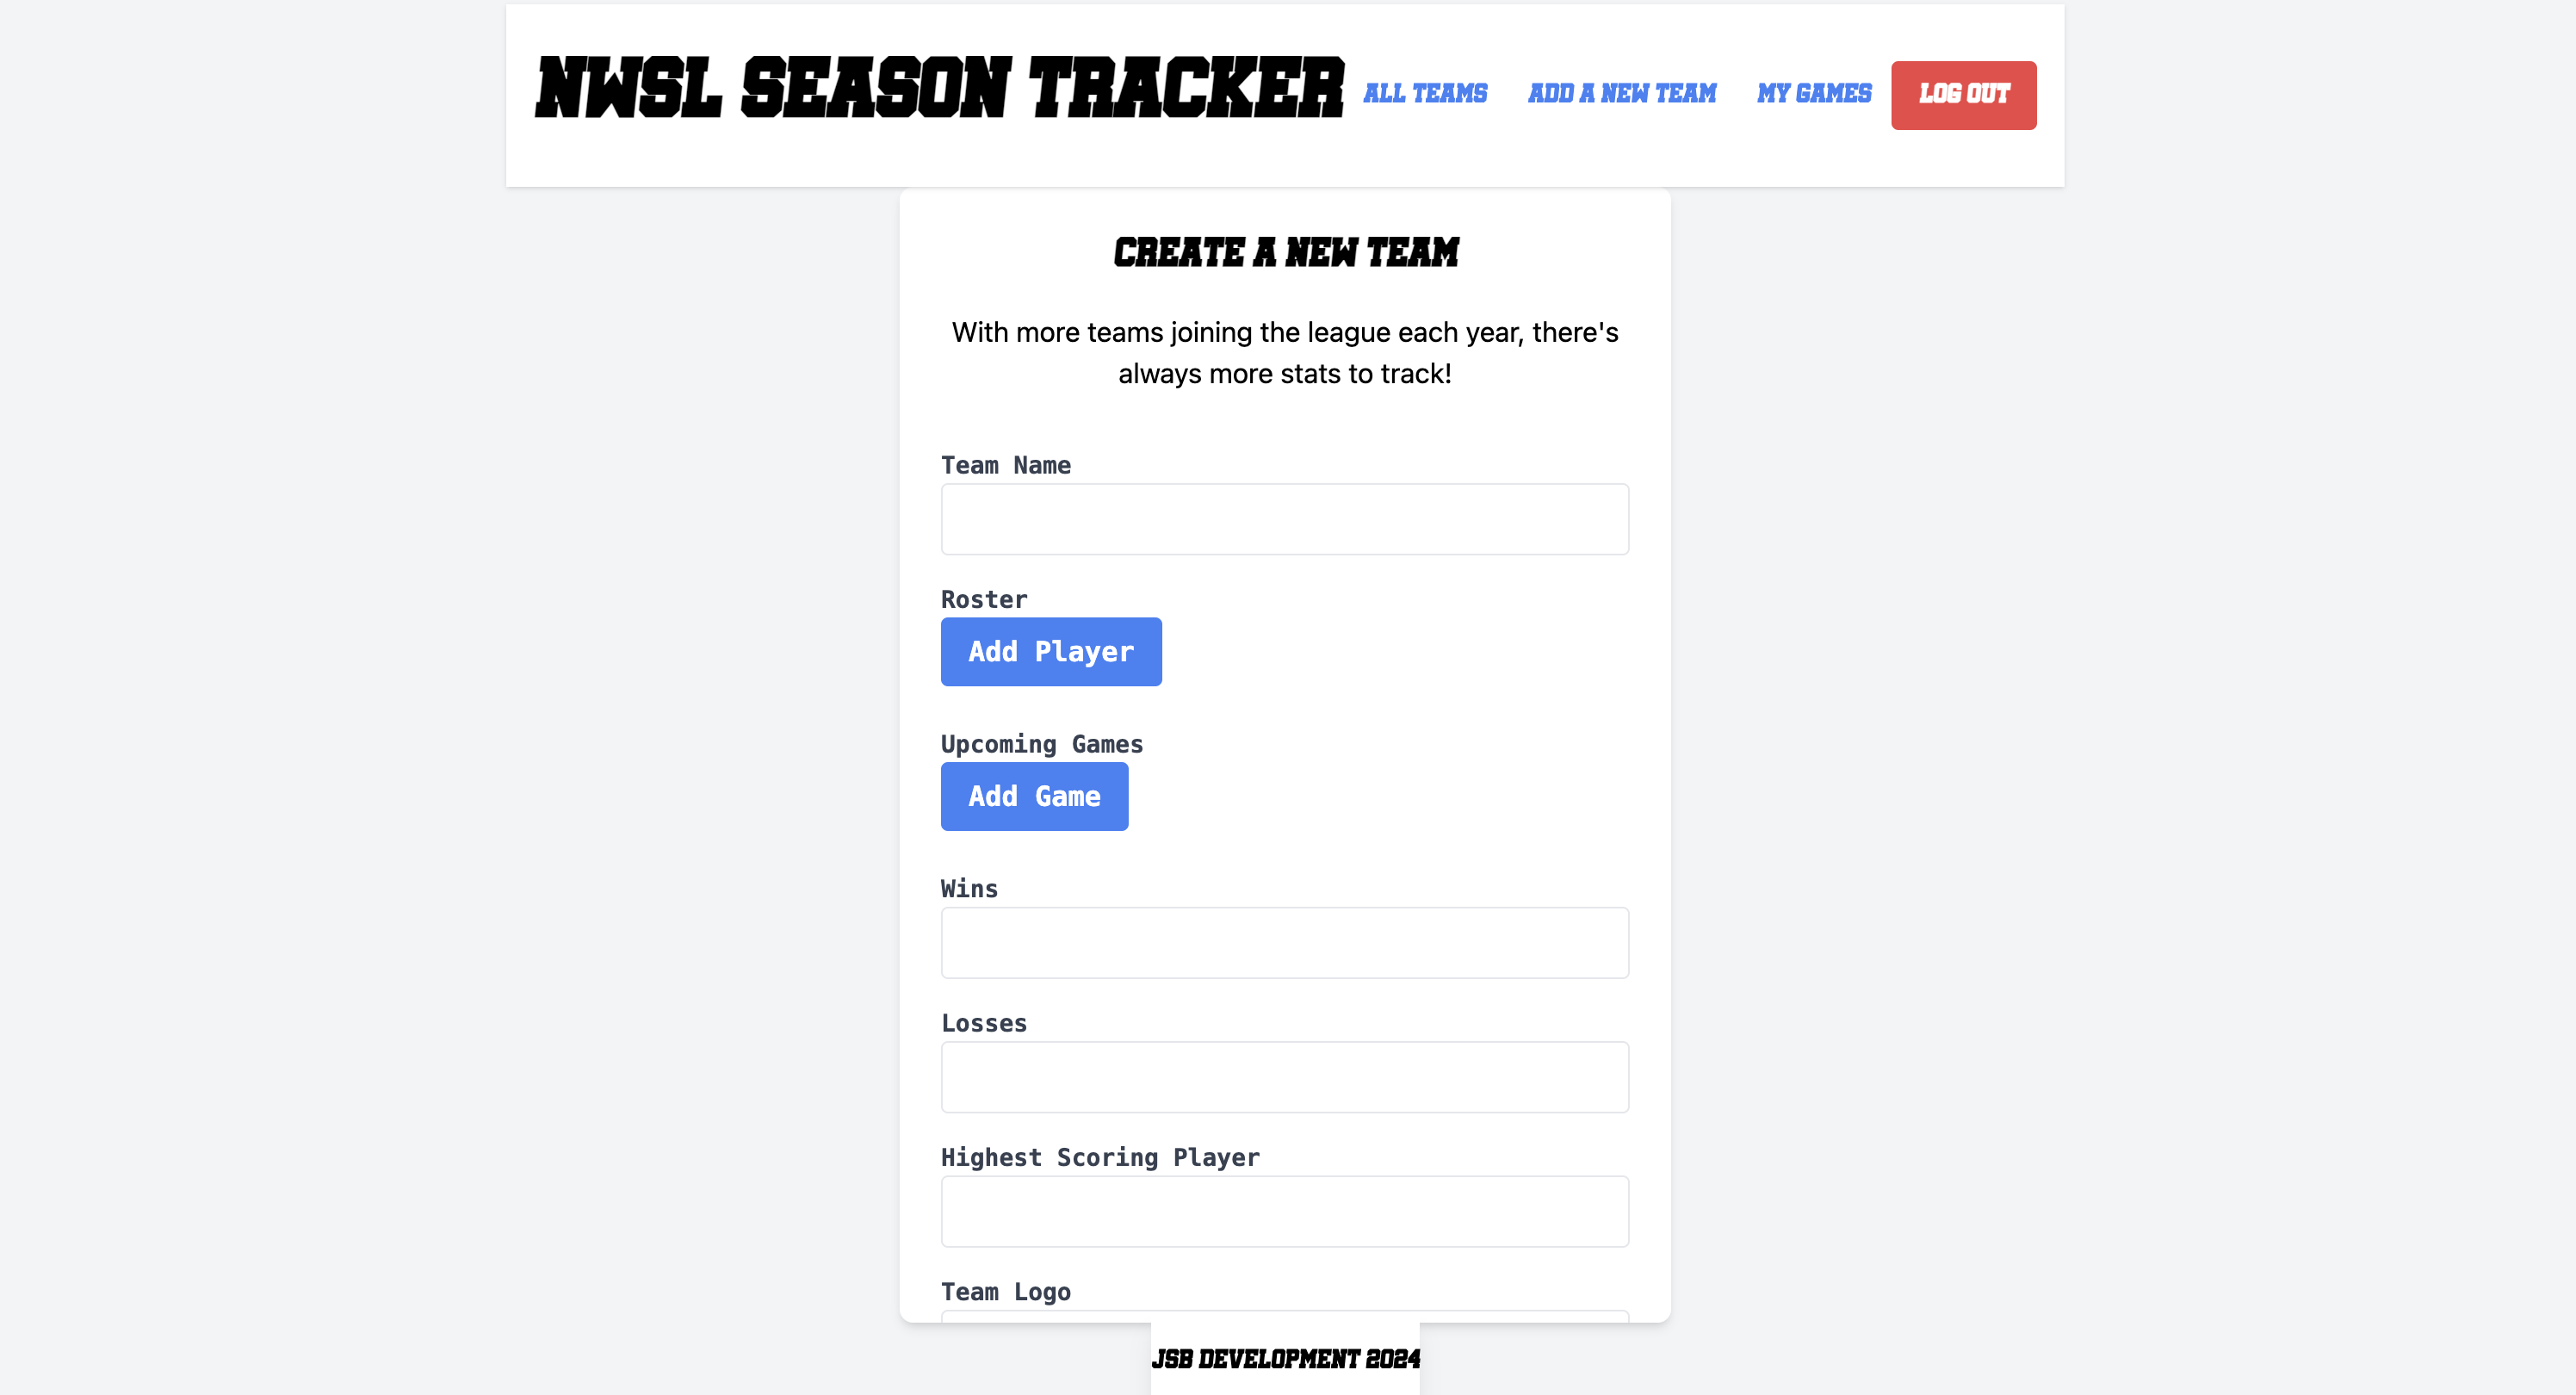 NWSL SEASON TRACKER
ALL TEAMS
ADD A NEW TEAM
MY GAMES
LOG OUT
CREATE A NEW TEAM
With more teams joining the league each year, there's
always more stats to track!
Team Name
Roster
Add Player
Upcoming Games
Add Game
Wins
Losses
Highest Scoring Player
Team Logo
JSB DEVELOPMENT 2024